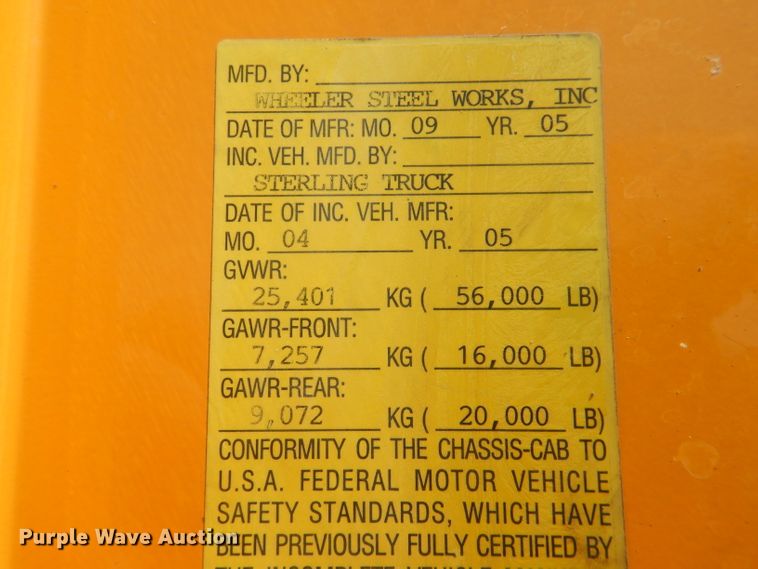 MFD. BY:
WHEELER STEEL WORKS, INC
DATE OF MFR: MO. 09 YR. 05
INC. VEH. MFD. BY:
STERLING TRUCK
DATE OF INC. VEH. MFR:
MO. 04 YR. 05
GVWR:
25,401 KG ( 56,000 LB)
GAWR-FRONT:
7,257 KG ( 16,000 LB)
GAWR-REAR:
9,072 KG ( 20,000 LB)
CONFORMITY OF THE CHASSIS-CAB TO
U.S.A. FEDERAL MOTOR VEHICLE
SAFETY STANDARDS, WHICH HAVE
BEEN PREVIOUSLY FULLY CERTIFIED BY
THE INCOMPLETE VEHICLE
Purple Wave Auction